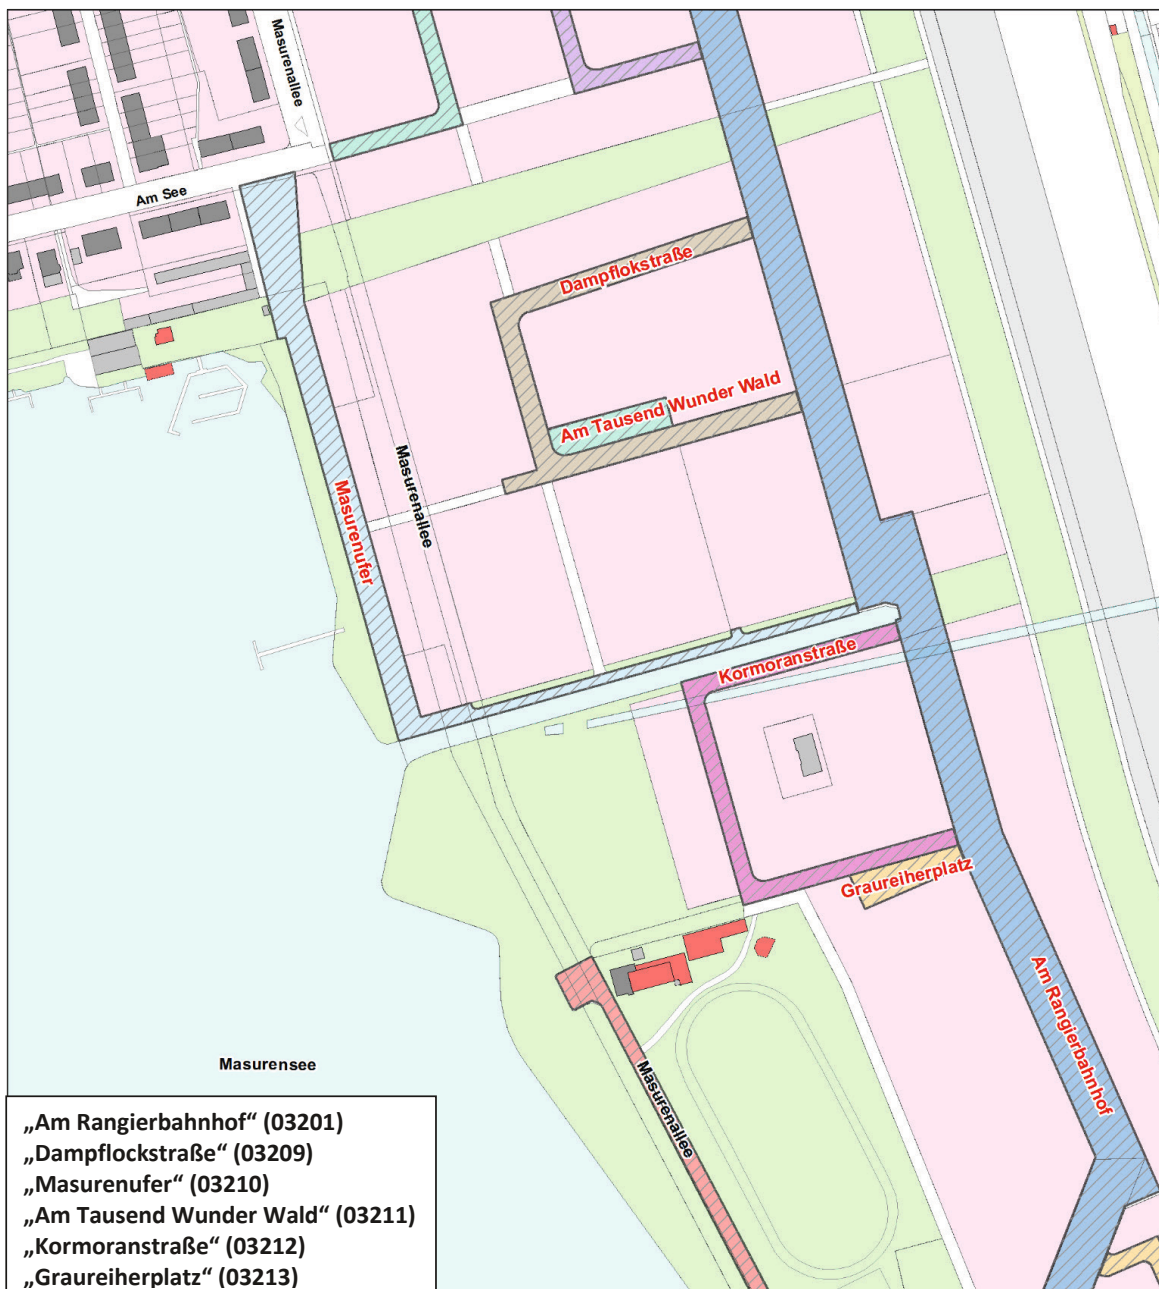 Masurenallee
Am See
Dampflokstraße
Am Tausend Wunder Wald
Masurenallee
Masurenufer
Kormoranstraße
Graureiherplatz
Am Rangierbahnhof
Masurensee
Masurenallee
„Am Rangierbahnhof“ (03201)
„Dampflockstraße“ (03209)
„Masurenufer“ (03210)
„Am Tausend Wunder Wald“ (03211)
„Kormoranstraße“ (03212)
„Graureiherplatz“ (03213)